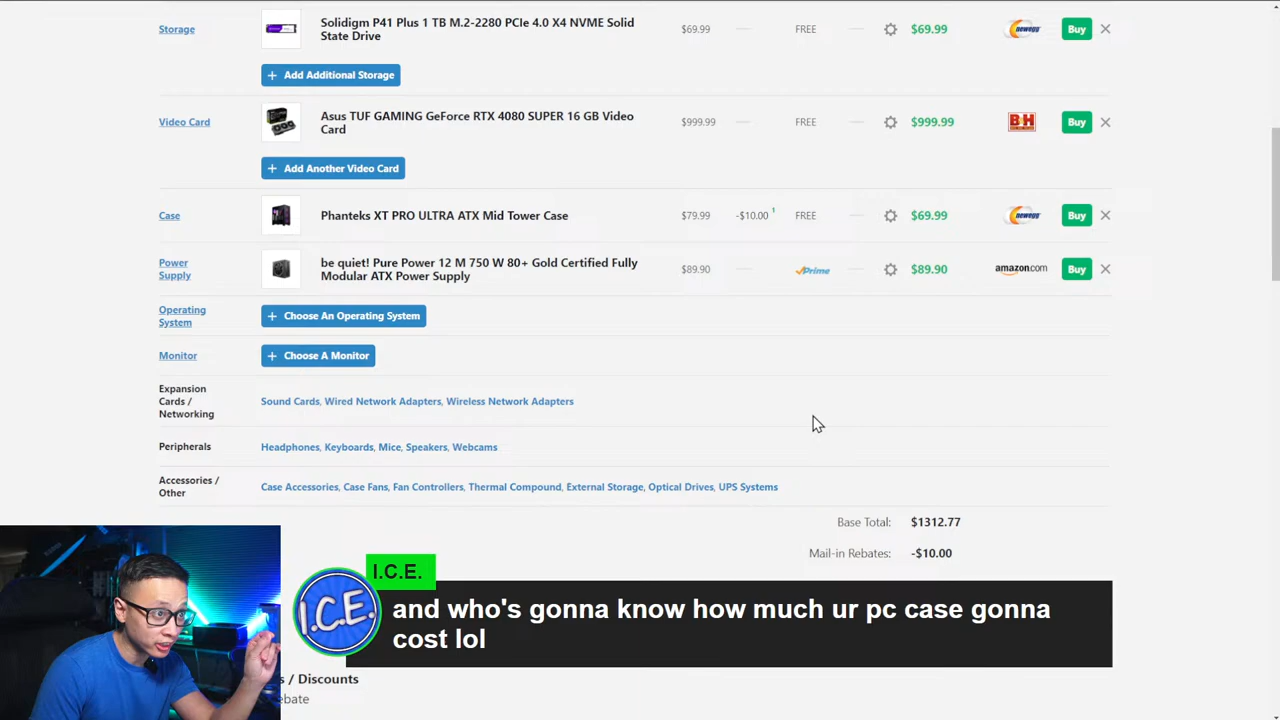 Storage
Solidigm P41 Plus 1 TB M.2-2280 PCIe 4.0 X4 NVME Solid
State Drive
$69.99
FREE
$69.99
newegg
Buy
+ Add Additional Storage
Video Card
Asus TUF GAMING GeForce RTX 4080 SUPER 16 GB Video
Card
$999.99
FREE
$999.99
B&H
Buy
+ Add Another Video Card
Case
Phanteks XT PRO ULTRA ATX Mid Tower Case
$79.99
-$10.00 1
FREE
$69.99
newegg
Buy
Power
Supply
be quiet! Pure Power 12 M 750 W 80+ Gold Certified Fully
Modular ATX Power Supply
$89.90
Prime
$89.90
amazon.com
Buy
Operating
System
+ Choose An Operating System
Monitor
+ Choose A Monitor
Expansion
Cards /
Networking
Sound Cards, Wired Network Adapters, Wireless Network Adapters
Peripherals
Headphones, Keyboards, Mice, Speakers, Webcams
Accessories /
Other
Case Accessories, Case Fans, Fan Controllers, Thermal Compound, External Storage, Optical Drives, UPS Systems
Base Total: $1312.77
Mail-in Rebates: -$10.00
I.C.E.
I.C.E.
and who's gonna know how much ur pc case gonna
cost lol
/ Discounts